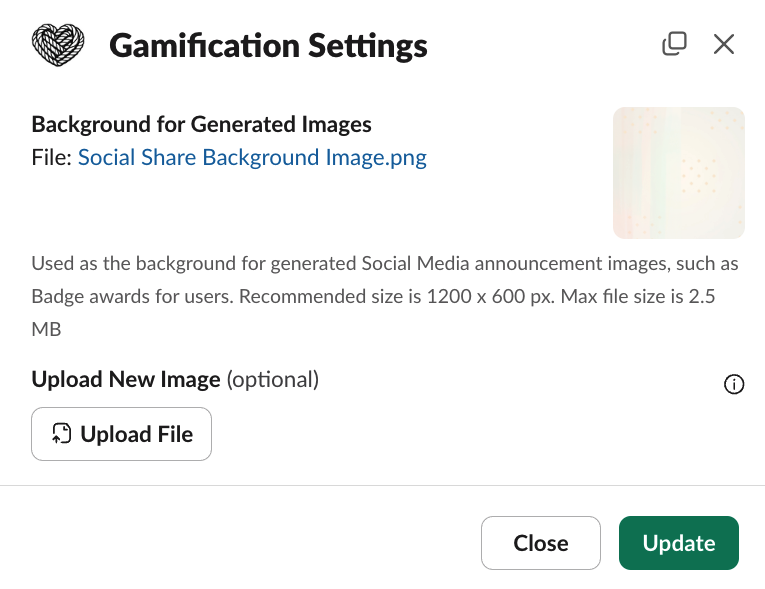 Gamification Settings
Background for Generated Images
File: Social Share Background Image.png
Used as the background for generated Social Media announcement images, such as
Badge awards for users. Recommended size is 1200 x 600 px. Max file size is 2.5
MB
Upload New Image (optional)
Upload File
Close
Update